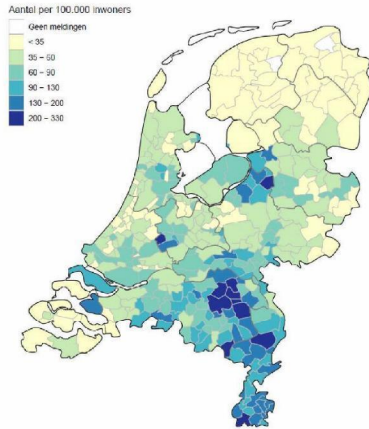 Aantal per 100.000 inwoners
Geen meldingen
< 35
35 – 60
60 – 90
90 – 130
130 – 200
200 – 330